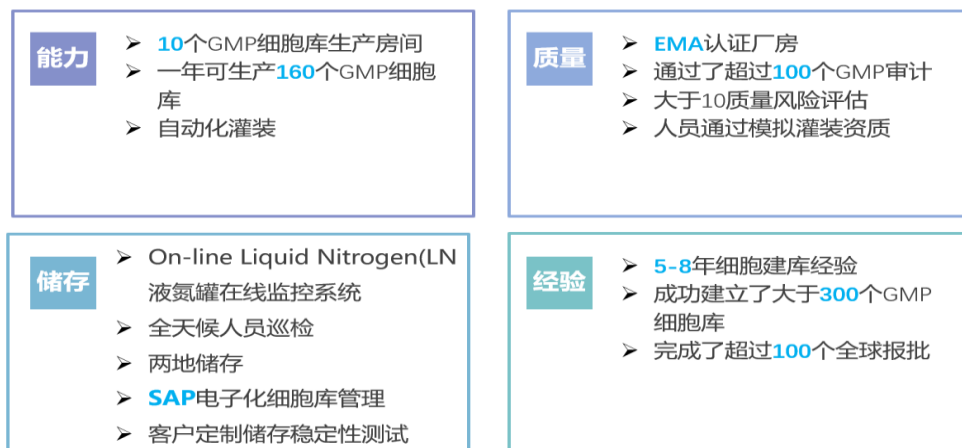 能力
➢ 10个GMP细胞库生产房间
➢ 一年可生产160个GMP细胞
库
➢ 自动化灌装
质量
➢ EMA认证厂房
➢ 通过了超过100个GMP审计
➢ 大于10质量风险评估
➢ 人员通过模拟灌装资质
储存
➢ On-line Liquid Nitrogen(LN
液氮罐在线监控系统
➢ 全天候人员巡检
➢ 两地储存
➢ SAP电子化细胞库管理
➢ 客户定制储存稳定性测试
经验
➢ 5-8年细胞建库经验
➢ 成功建立了大于300个GMP
细胞库
➢ 完成了超过100个全球报批